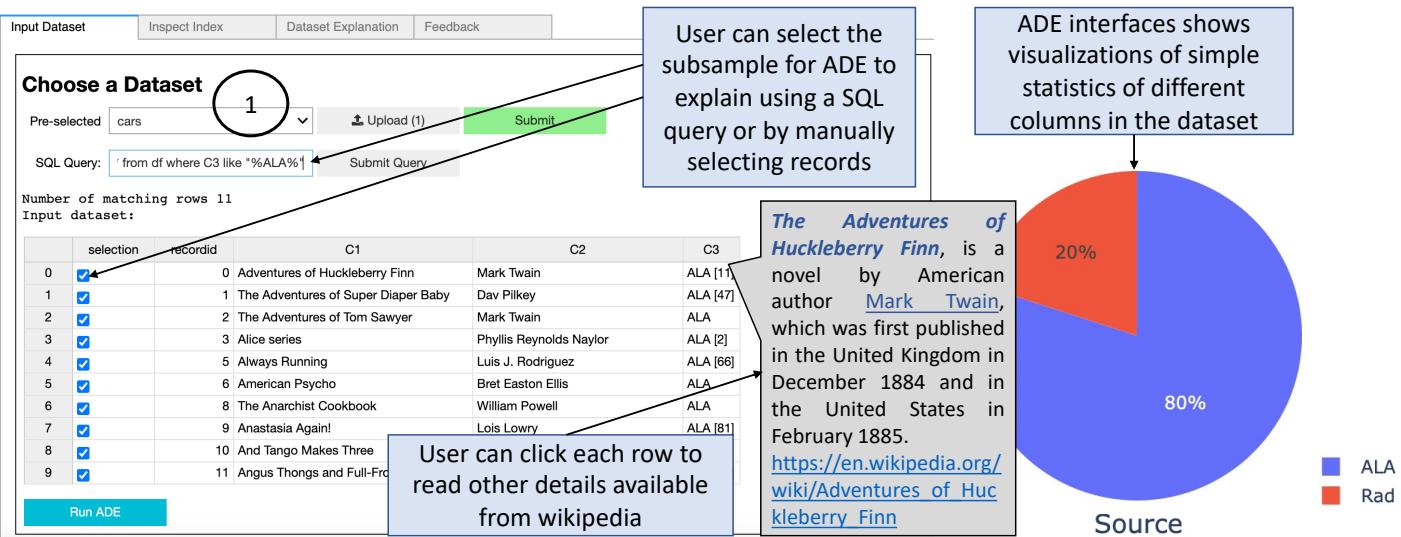 Input Dataset
Inspect Index
Dataset Explanation
Feedback
Choose a Dataset
1
Pre-selected
cars
Upload (1)
Submit
SQL Query:
' from df where C3 like "%ALA%"
Submit Query
Number of matching rows 11
Input dataset:
selection recordid C1 C2 C3
0 0 Adventures of Huckleberry Finn Mark Twain ALA [11]
1 1 The Adventures of Super Diaper Baby Dav Pilkey ALA [47]
2 2 The Adventures of Tom Sawyer Mark Twain ALA
3 3 Alice series Phyllis Reynolds Naylor ALA [2]
4 5 Always Running Luis J. Rodriguez ALA [66]
5 6 American Psycho Bret Easton Ellis ALA
6 8 The Anarchist Cookbook William Powell ALA
7 9 Anastasia Again! Lois Lowry ALA [81]
8 10 And Tango Makes Three
9 11 Angus Thongs and Full-Fro
Run ADE
User can select the
subsample for ADE to
explain using a SQL
query or by manually
selecting records
User can click each row to
read other details available
from wikipedia
The Adventures of
Huckleberry Finn, is a
novel by American
author Mark Twain,
which was first published
in the United Kingdom in
December 1884 and in
the United States in
February 1885.
https://en.wikipedia.org/
wiki/Adventures_of_Huc
kleberry_Finn
ADE interfaces shows
visualizations of simple
statistics of different
columns in the dataset
20%
80%
ALA
Rad
Source